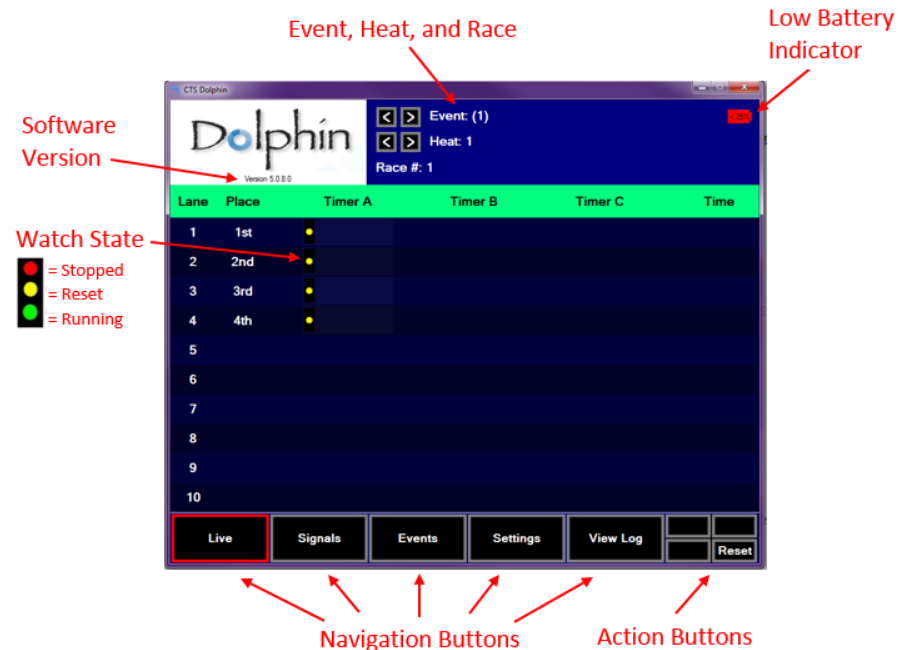 Event, Heat, and Race
Low Battery
Indicator
CTS Dolphin
Software
Version
Dolphin
Version 5.0.8.0
< > Event: (1)
< > Heat: 1
Race #: 1
< 25%
Lane Place Timer A Timer B Timer C Time
Watch State
= Stopped
= Reset
= Running
1 1st
2 2nd
3 3rd
4 4th
5
6
7
8
9
10
Live Signals Events Settings View Log Reset
Navigation Buttons
Action Buttons